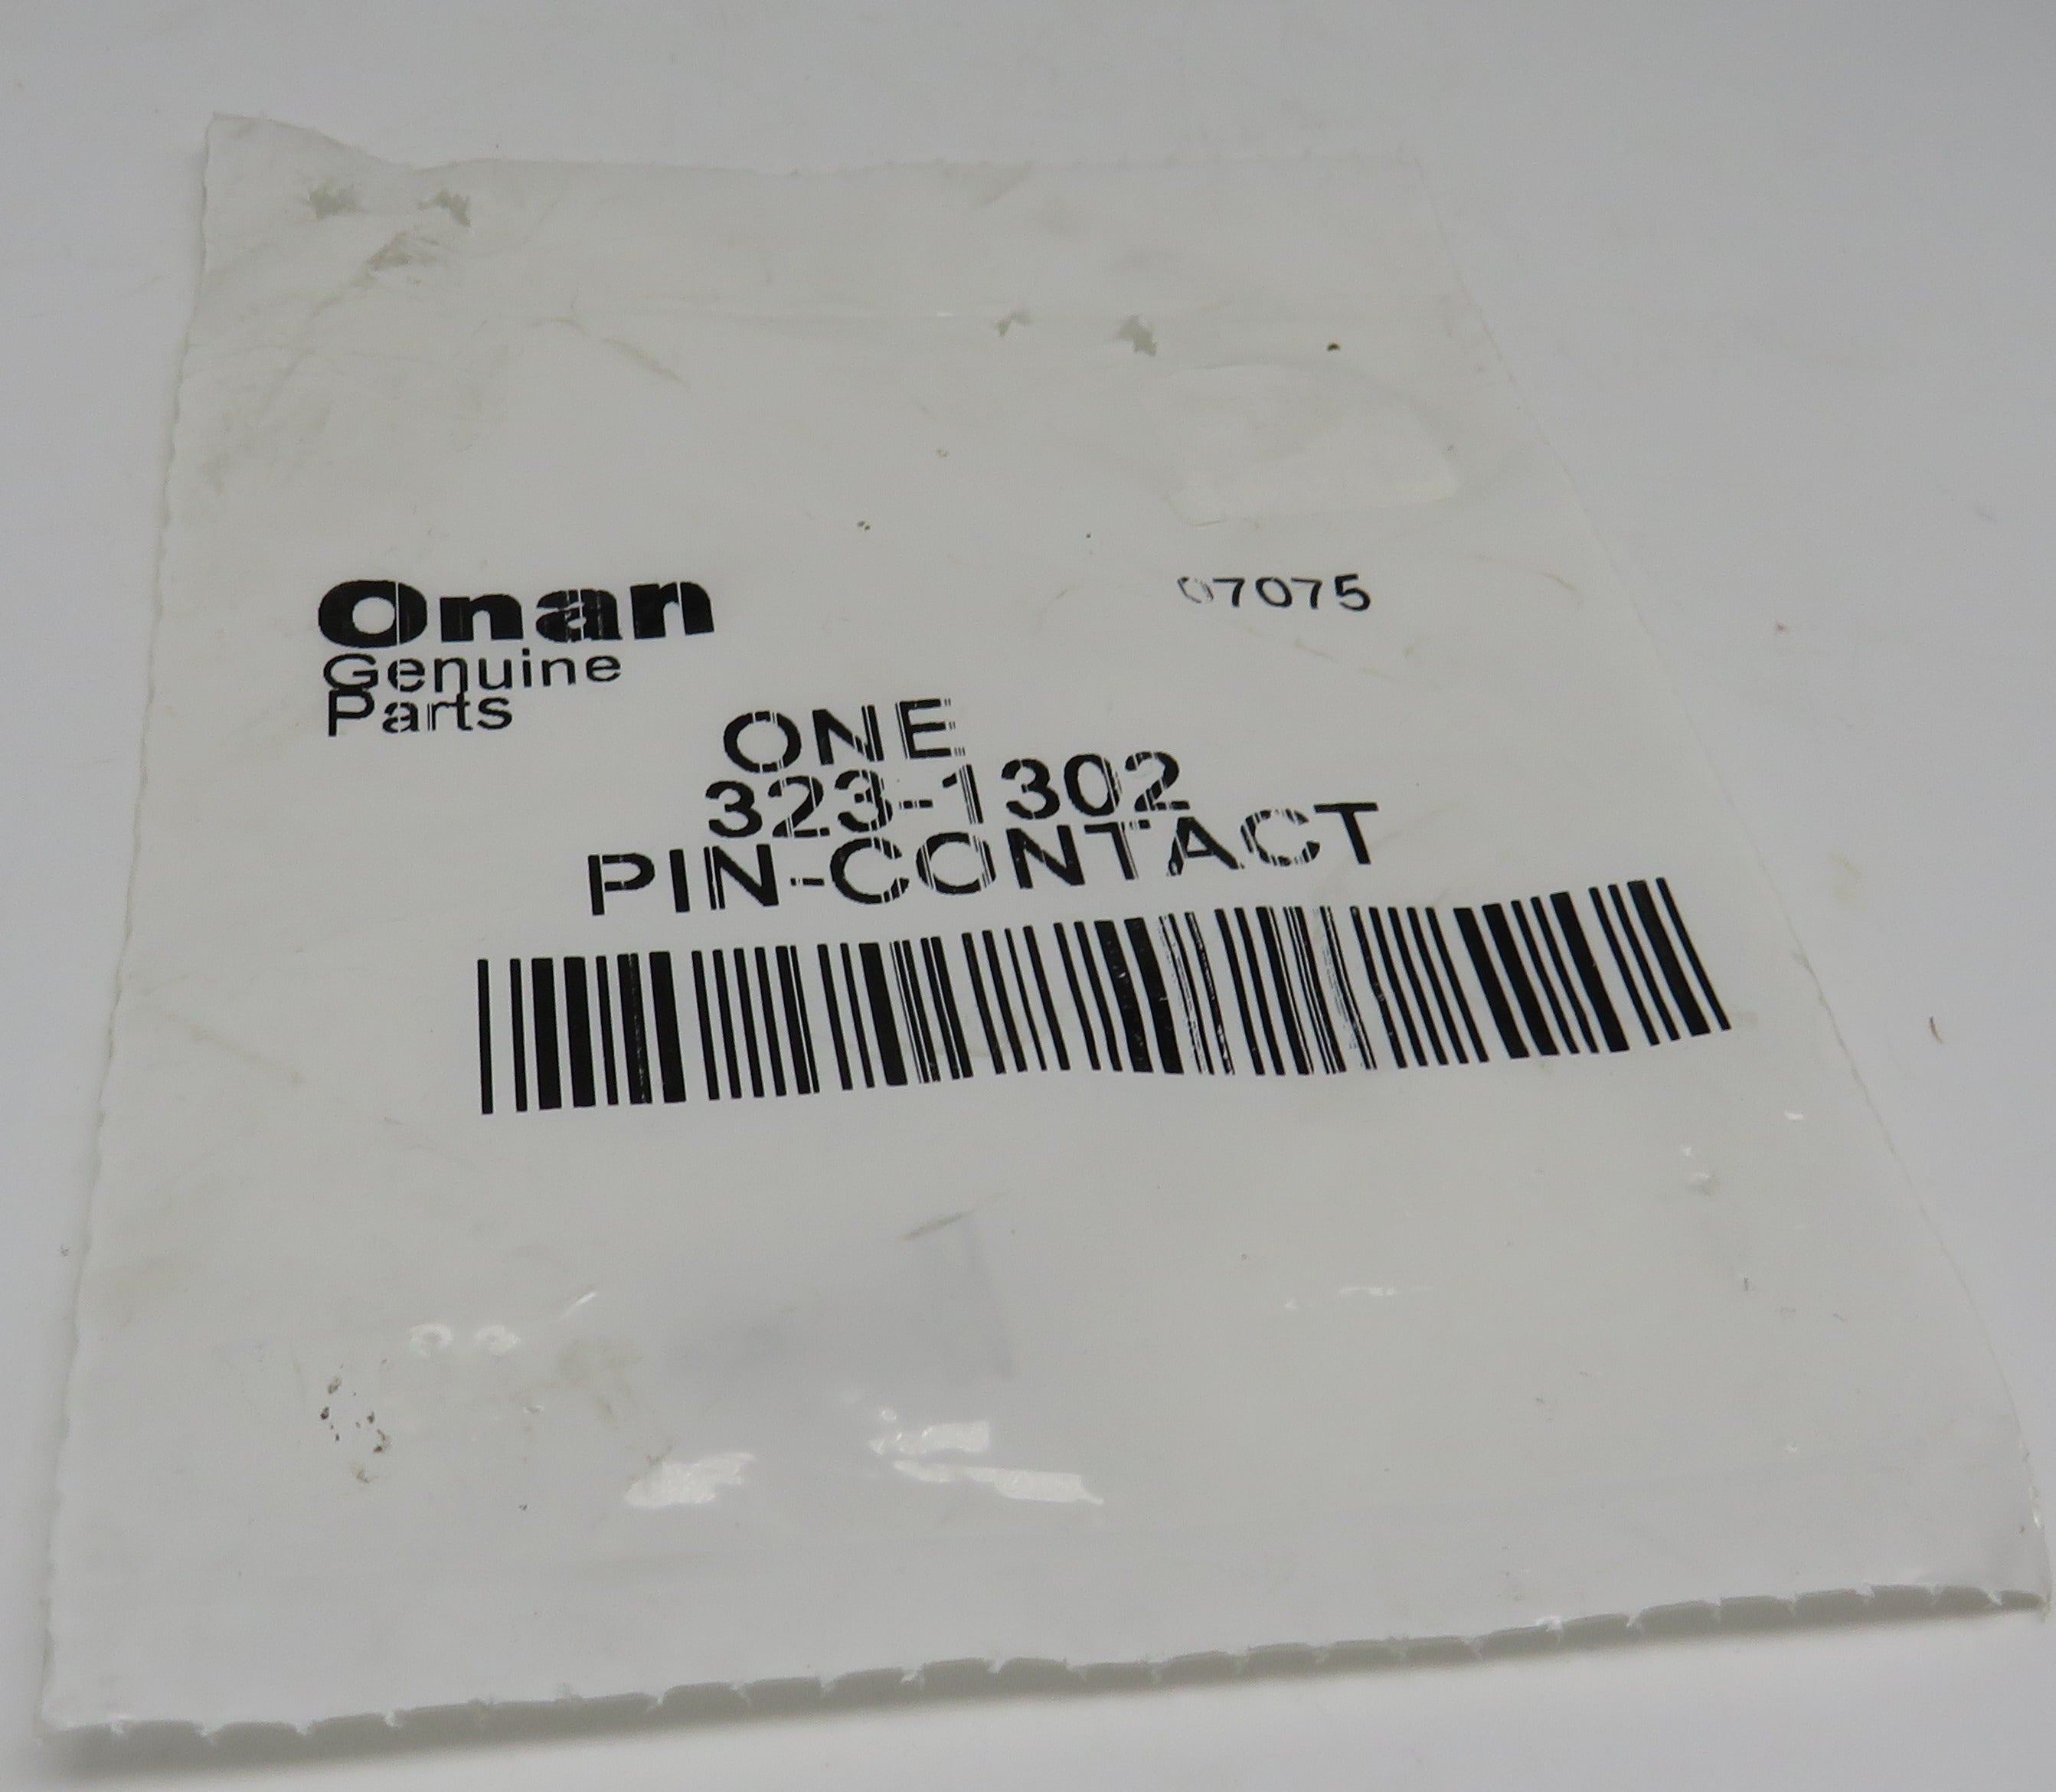 Onan
07075
Genuine
Parts
ONE
323-1302
PIN-CONTACT